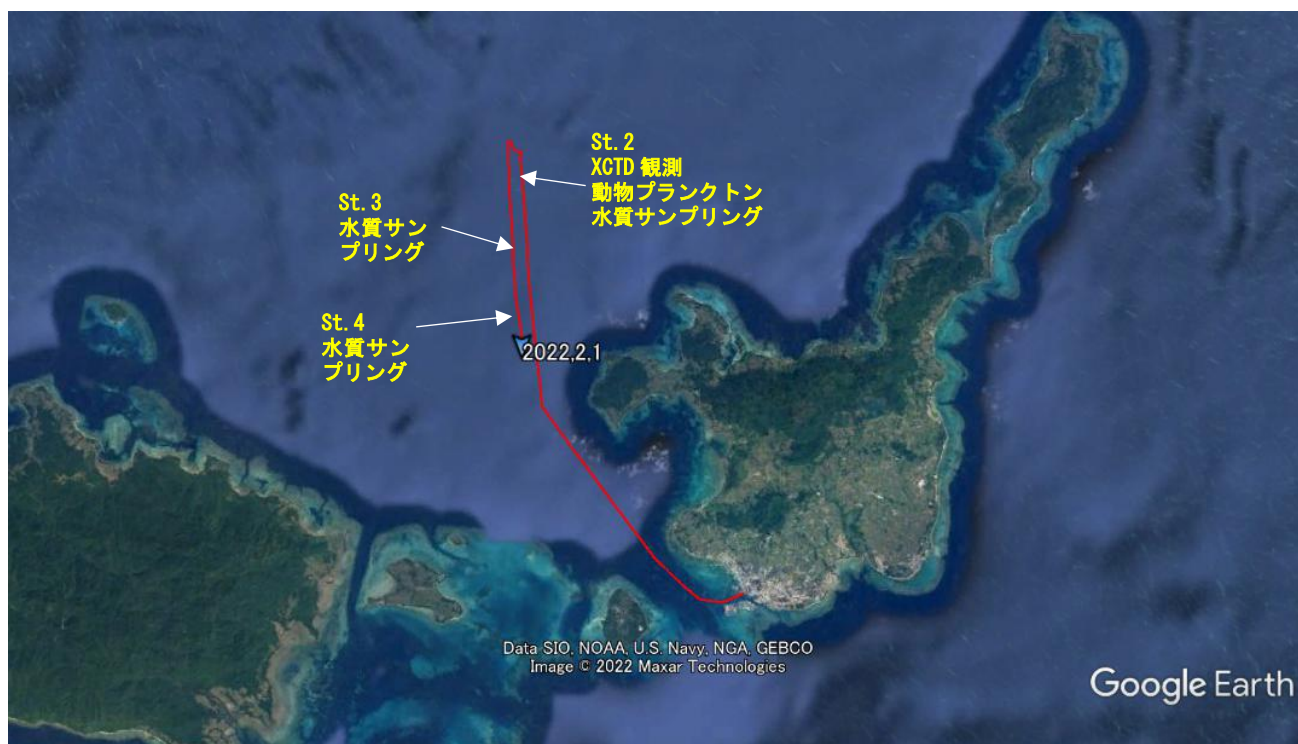 St.2
XCTD 観測
動物プランクトン
水質サンプリング
St.3
水質サン
プリング
St.4
水質サン
プリング
2022,2,1
Data SIO, NOAA, U.S. Navy, NGA, GEBCO
Image © 2022 Maxar Technologies
Google Earth